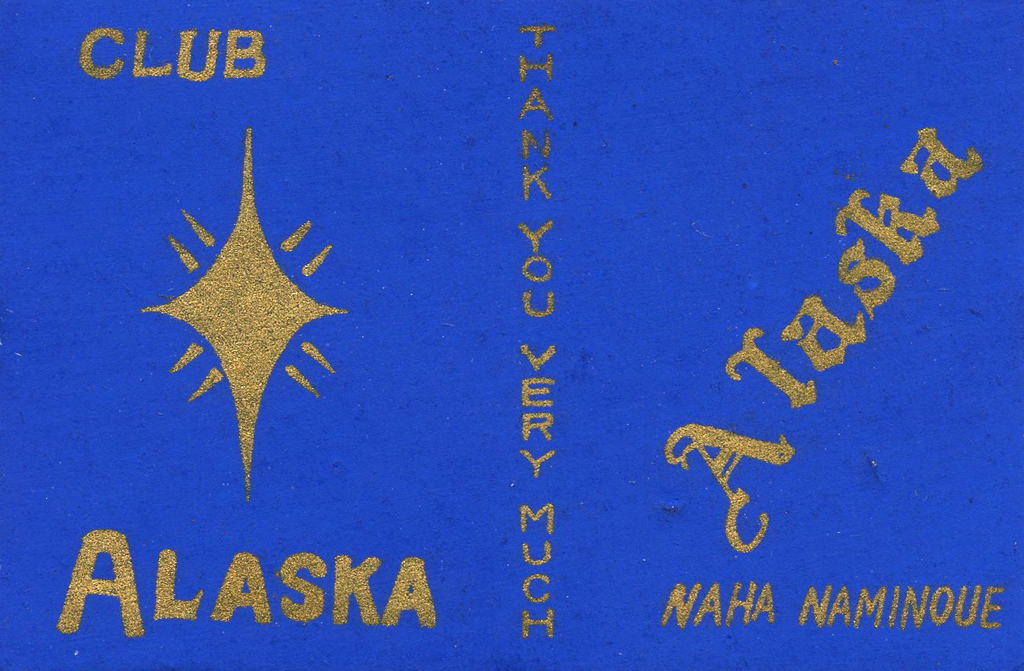 CLUB
ALASKA
THANK YOU VERY MUCH
Alaska
NAHA NAMINOUE